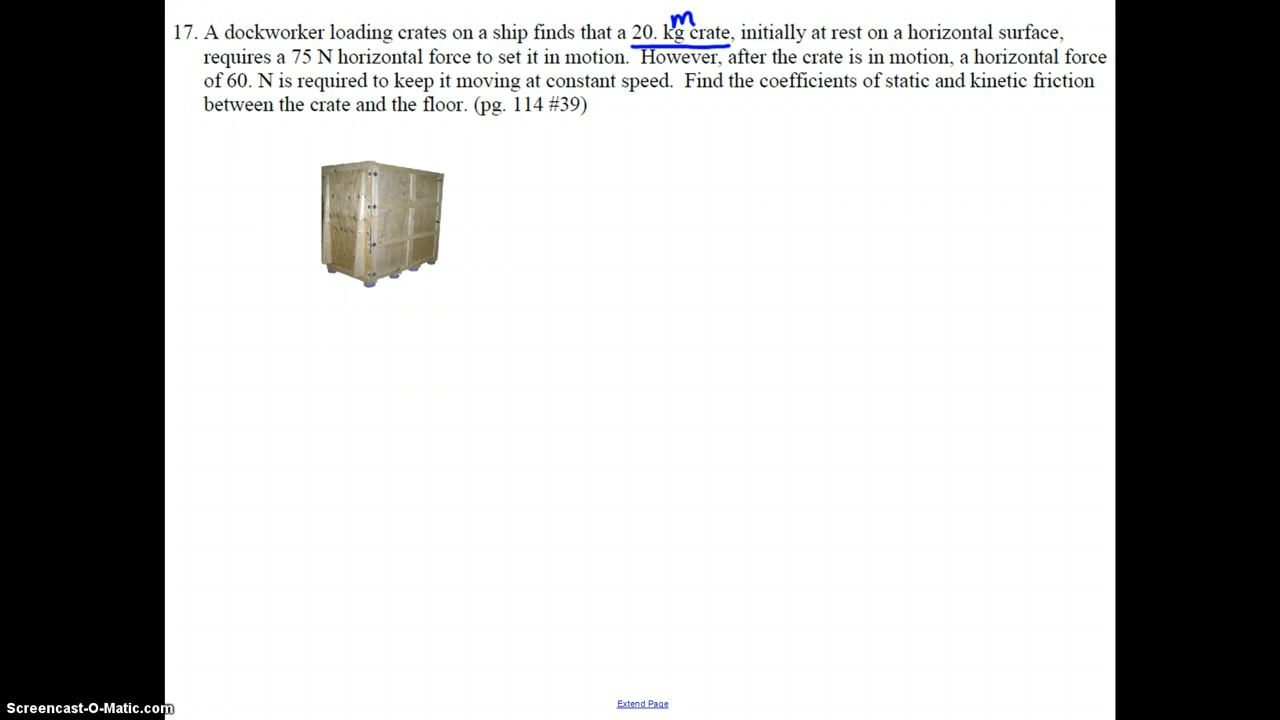 m
17. A dockworker loading crates on a ship finds that a 20. kg crate, initially at rest on a horizontal surface,
requires a 75 N horizontal force to set it in motion. However, after the crate is in motion, a horizontal force
of 60. N is required to keep it moving at constant speed. Find the coefficients of static and kinetic friction
between the crate and the floor. (pg. 114 #39)
Extend Page
Screencast-O-Matic.com